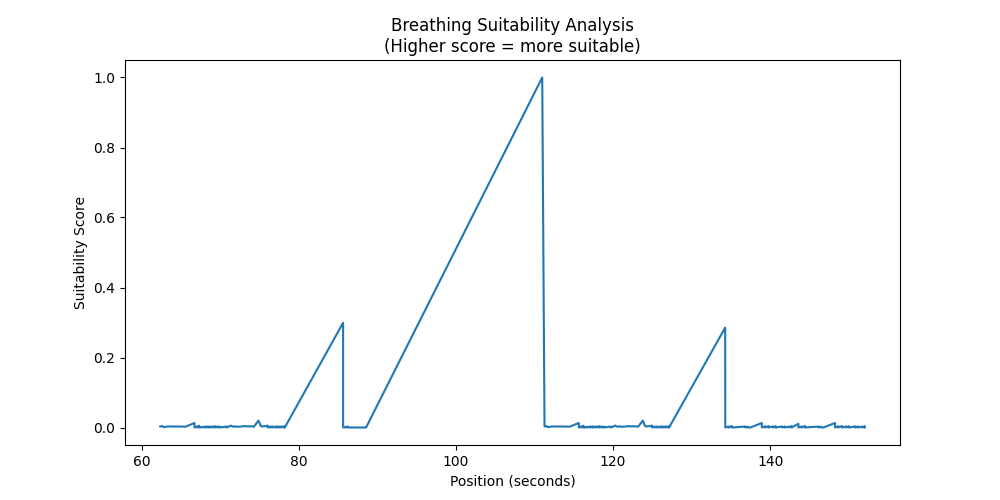 Breathing Suitability Analysis
(Higher score = more suitable)
1.0
0.8
0.6
0.4
0.2
0.0
Suitability Score
60
80
100
120
140
Position (seconds)